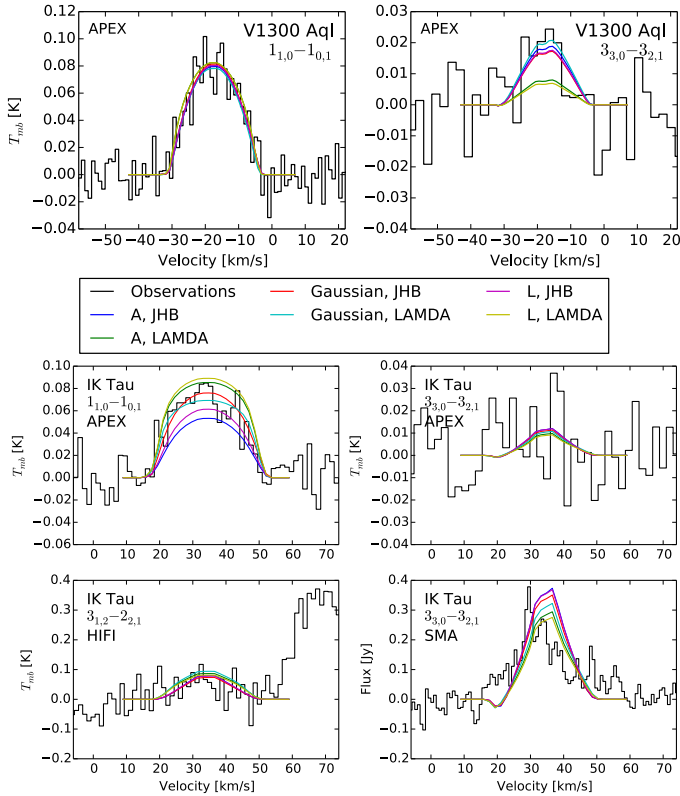 APEX
V1300 Aql
1₁,₀−1₀,₁
T_mb [K]
0.12
0.10
0.08
0.06
0.04
0.02
0.00
−0.02
−0.04
−50 −40 −30 −20 −10 0 10 20
Velocity [km/s]
APEX
V1300 Aql
3₃,₀−3₂,₁
0.04
0.03
0.02
0.01
0.00
−0.01
−0.02
−0.03
−50 −40 −30 −20 −10 0 10 20
Velocity [km/s]
Observations
A, JHB
A, LAMDA
Gaussian, JHB
Gaussian, LAMDA
L, JHB
L, LAMDA
IK Tau
1₁,₀−1₀,₁
APEX
T_mb [K]
0.10
0.08
0.06
0.04
0.02
0.00
−0.02
−0.04
−0.06
0 10 20 30 40 50 60 70
IK Tau
3₃,₀−3₂,₁
APEX
T_mb [K]
0.04
0.03
0.02
0.01
0.00
−0.01
−0.02
−0.03
−0.04
0 10 20 30 40 50 60 70
IK Tau
3₁,₂−2₂,₁
HIFI
T_mb [K]
0.4
0.3
0.2
0.1
0.0
−0.1
−0.2
0 10 20 30 40 50 60 70
Velocity [km/s]
IK Tau
3₃,₀−3₂,₁
SMA
Flux [Jy]
0.4
0.3
0.2
0.1
0.0
−0.1
−0.2
0 10 20 30 40 50 60 70
Velocity [km/s]